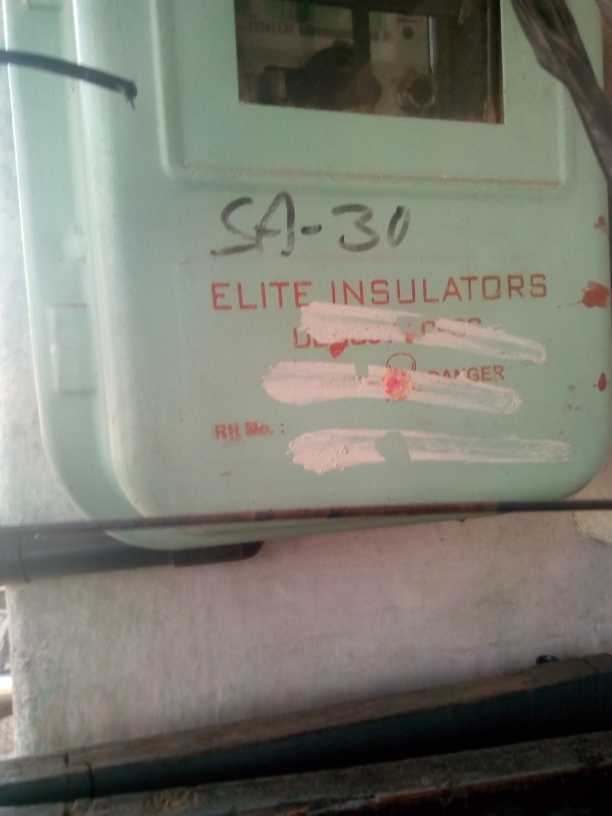 SA-30
ELITE INSULATORS
DANGER
RR No. :